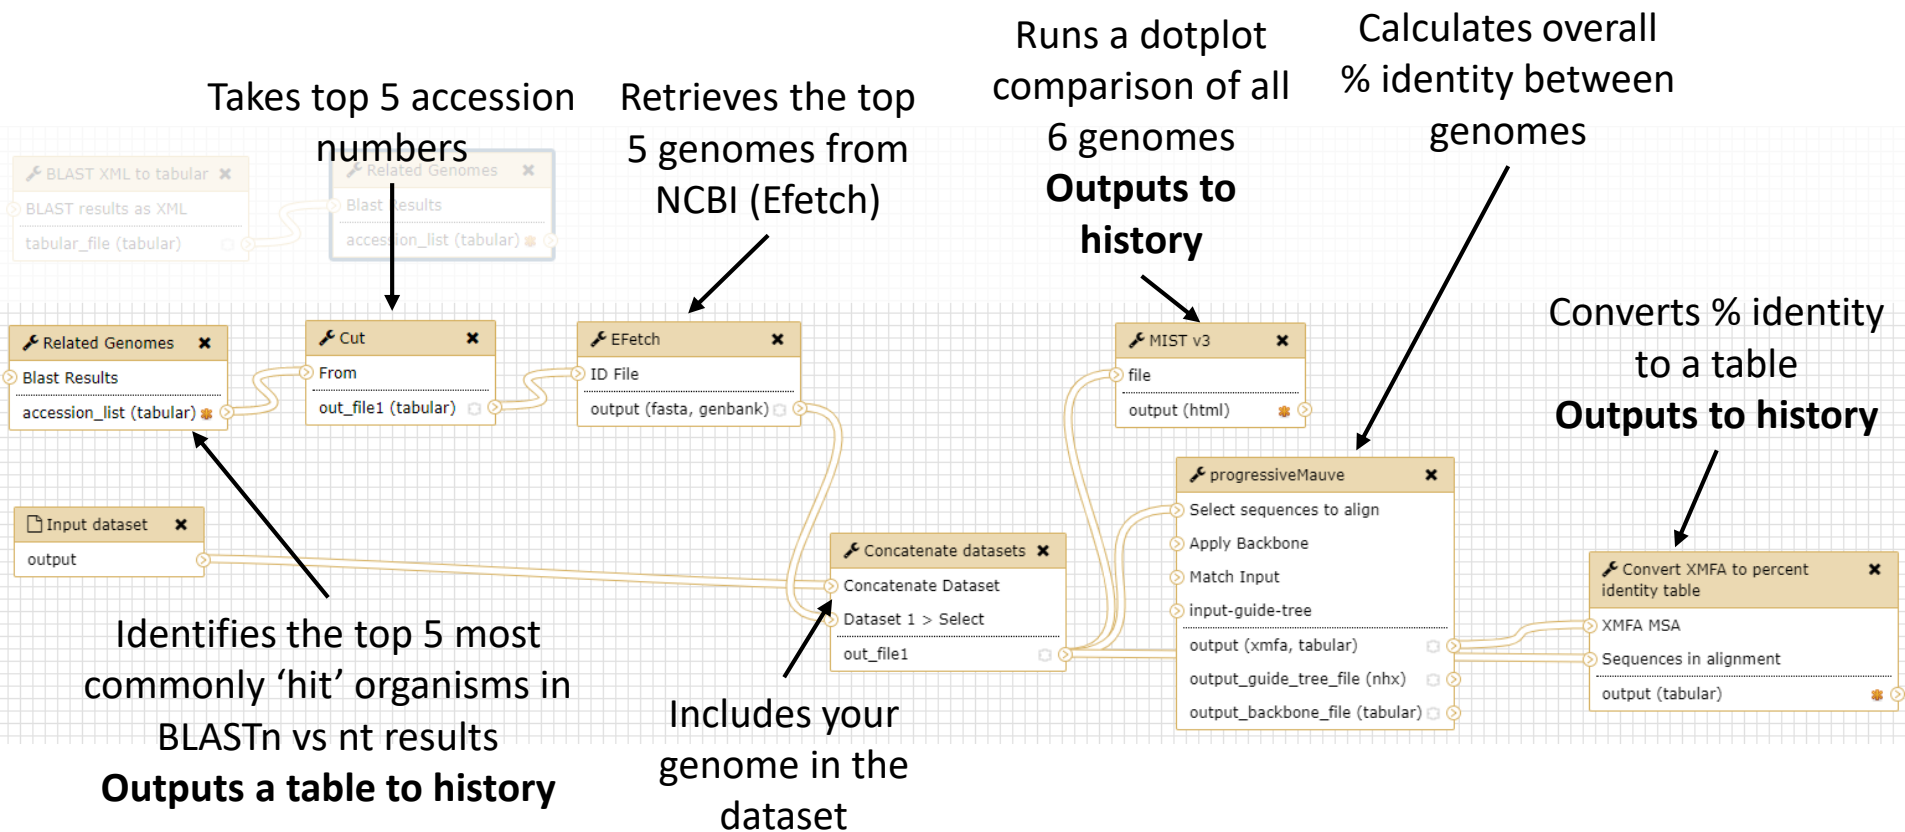 Takes top 5 accession
numbers
Retrieves the top
5 genomes from
NCBI (Efetch)
Runs a dotplot
comparison of all
6 genomes
Outputs to
history
Calculates overall
% identity between
genomes
BLAST XML to tabular
BLAST results as XML
tabular_file (tabular)
Related Genomes
Blast Results
accession_list (tabular)
Converts % identity
to a table
Outputs to history
Related Genomes
Blast Results
accession_list (tabular)
Cut
From
out_file1 (tabular)
EFetch
ID File
output (fasta, genbank)
MIST v3
file
output (html)
Input dataset
output
Concatenate datasets
Concatenate Dataset
Dataset 1 > Select
out_file1
progressiveMauve
Select sequences to align
Apply Backbone
Match Input
input-guide-tree
output (xmfa, tabular)
output_guide_tree_file (nhx)
output_backbone_file (tabular)
Convert XMFA to percent
identity table
XMFA MSA
Sequences in alignment
output (tabular)
Identifies the top 5 most
commonly ‘hit’ organisms in
BLASTn vs nt results
Outputs a table to history
Includes your
genome in the
dataset